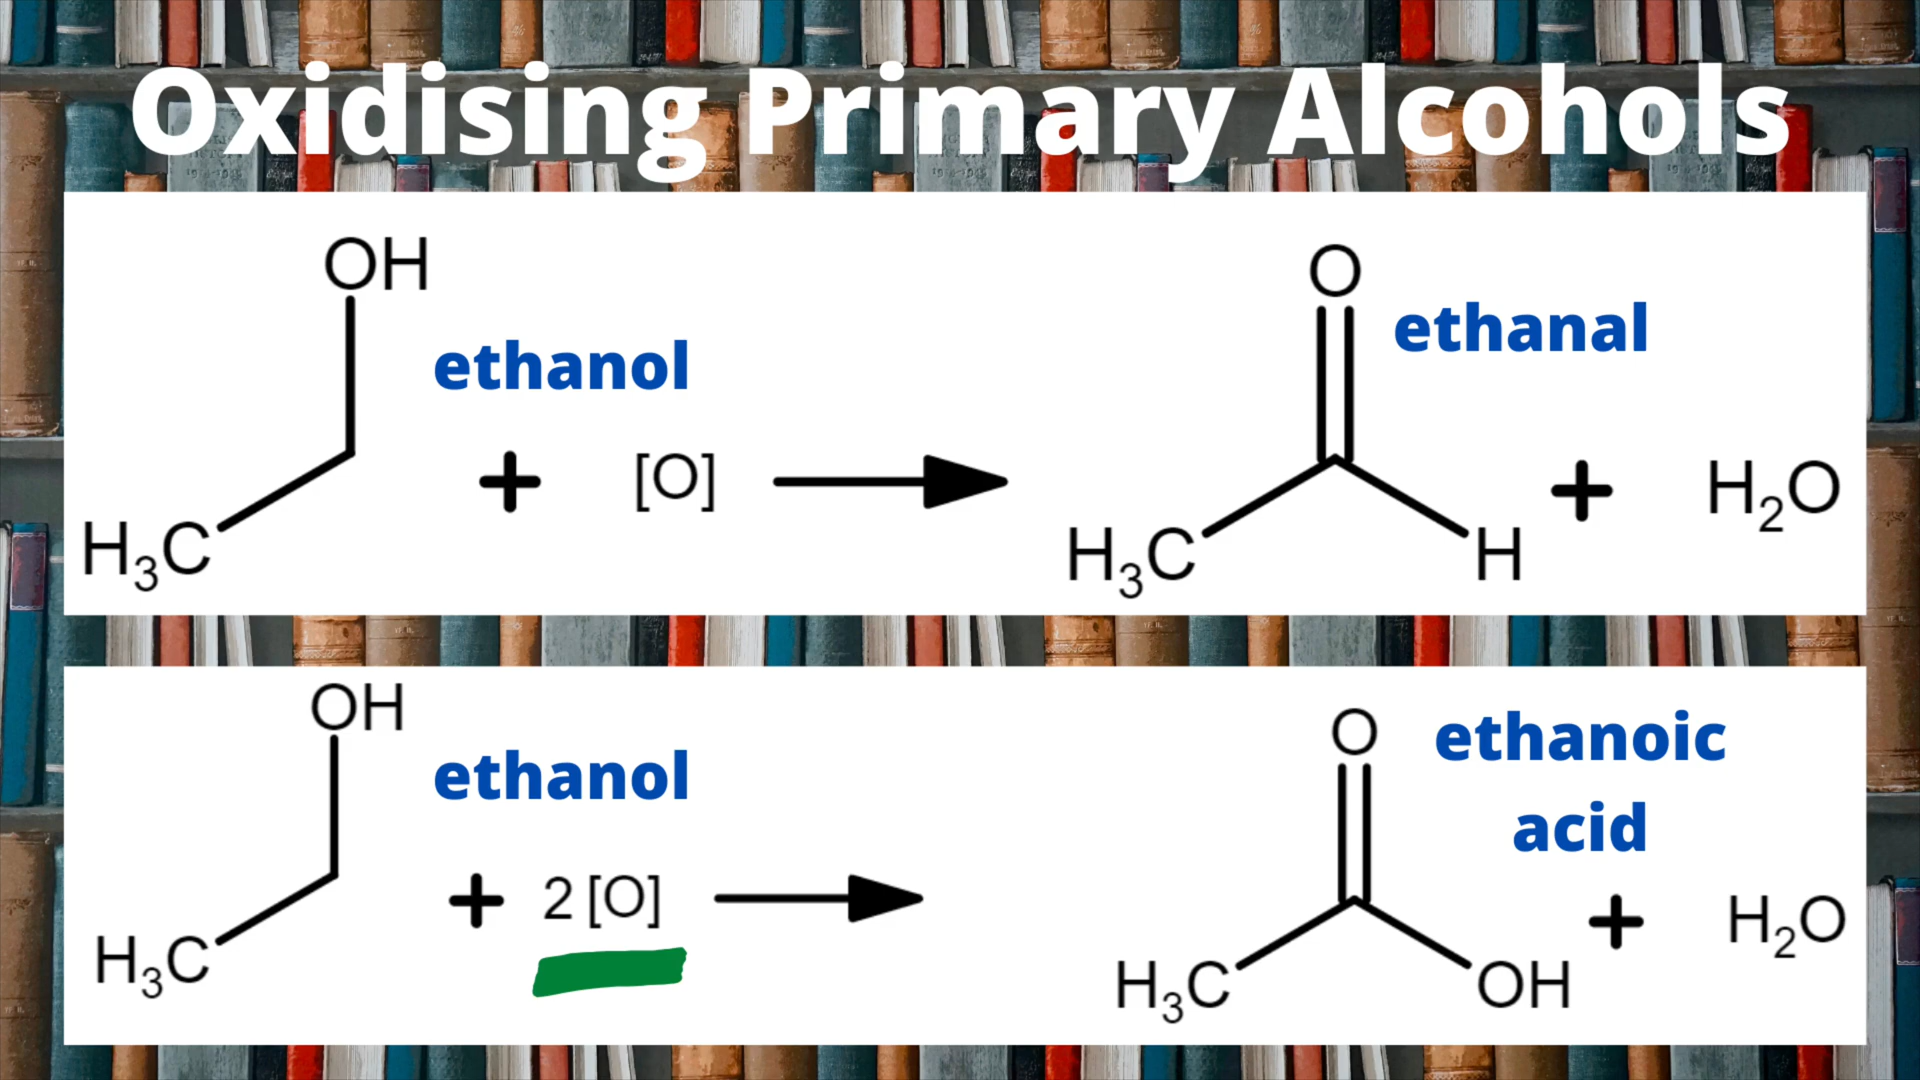 Oxidising Primary Alcohols
OH
ethanol
+ [O]
H₃C
O
ethanal
+ H₂O
H₃C H
OH
ethanol
+ 2 [O]
H₃C
O
ethanoic
acid
+ H₂O
H₃C OH